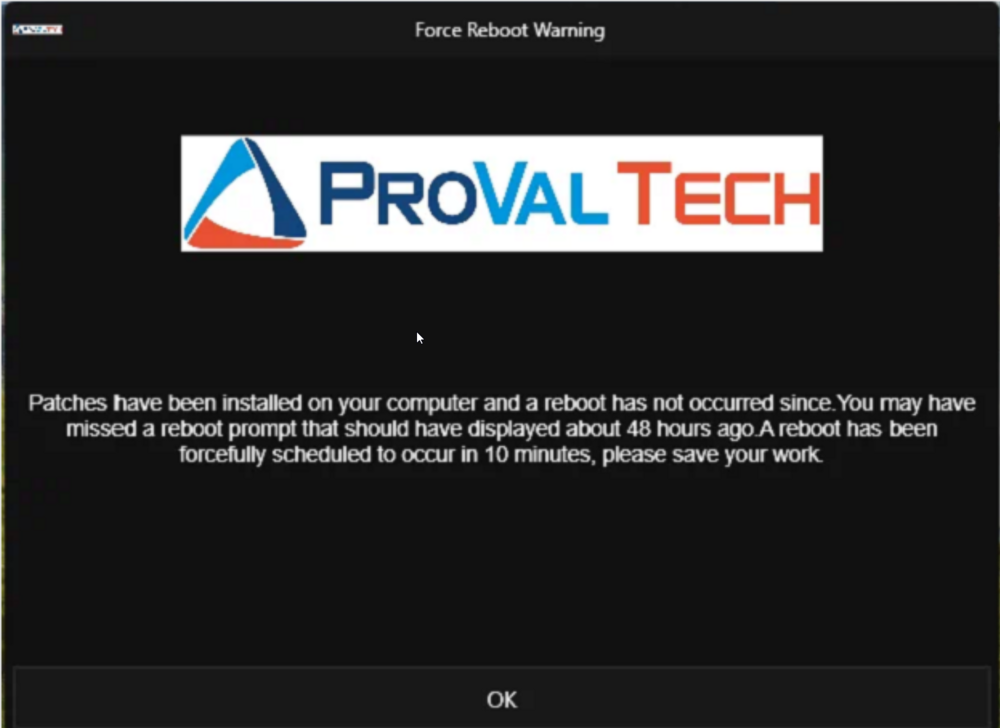 Force Reboot Warning
PROVAL TECH
Patches have been installed on your computer and a reboot has not occurred since.You may have
missed a reboot prompt that should have displayed about 48 hours ago.A reboot has been
forcefully scheduled to occur in 10 minutes, please save your work.
OK